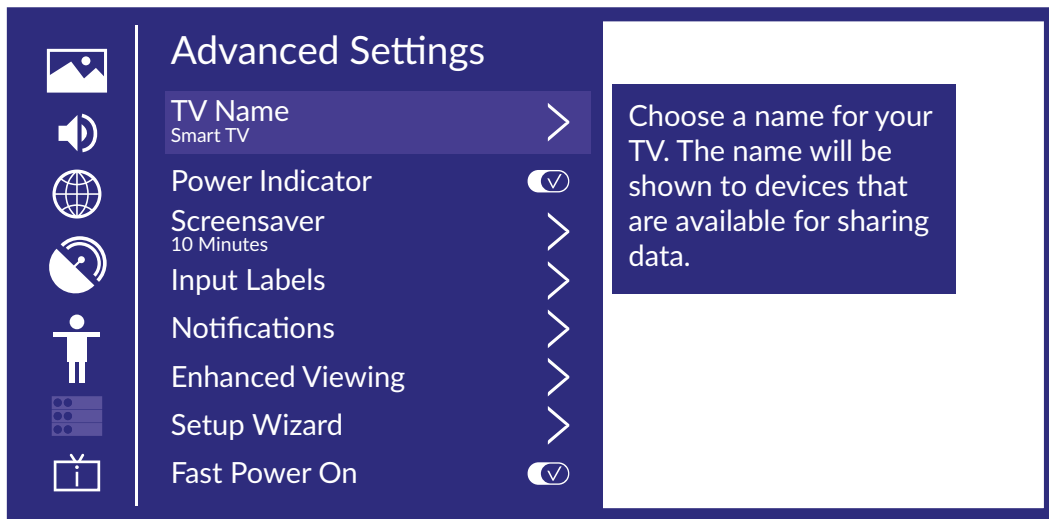 Advanced Settings
TV Name
Smart TV
Power Indicator
Screensaver
10 Minutes
Input Labels
Notifications
Enhanced Viewing
Setup Wizard
Fast Power On
Choose a name for your
TV. The name will be
shown to devices that
are available for sharing
data.
i